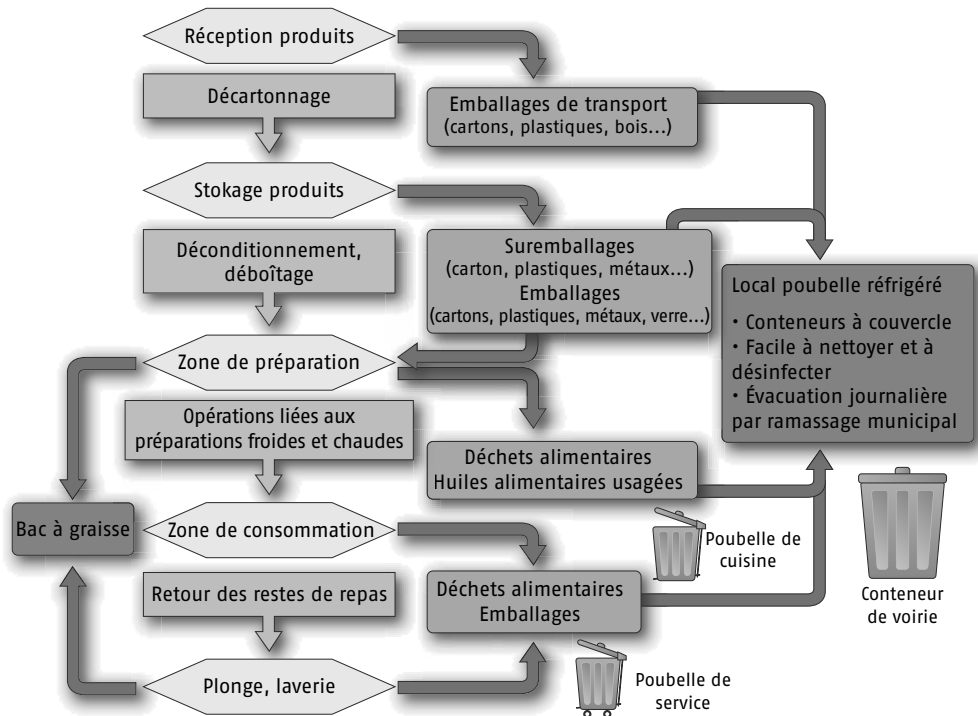 Réception produits
Décartonnage
Emballages de transport
(cartons, plastiques, bois...)
Stokage produits
Déconditionnement,
déboîtage
Suremballages
(carton, plastiques, métaux...)
Emballages
(cartons, plastiques, métaux, verre...)
Local poubelle réfrigéré
• Conteneurs à couvercle
• Facile à nettoyer et à
désinfecter
• Évacuation journalière
par ramassage municipal
Zone de préparation
Opérations liées aux
préparations froides et chaudes
Déchets alimentaires
Huiles alimentaires usagées
Bac à graisse
Zone de consommation
Poubelle de
cuisine
Retour des restes de repas
Déchets alimentaires
Emballages
Conteneur
de voirie
Plonge, laverie
Poubelle de
service